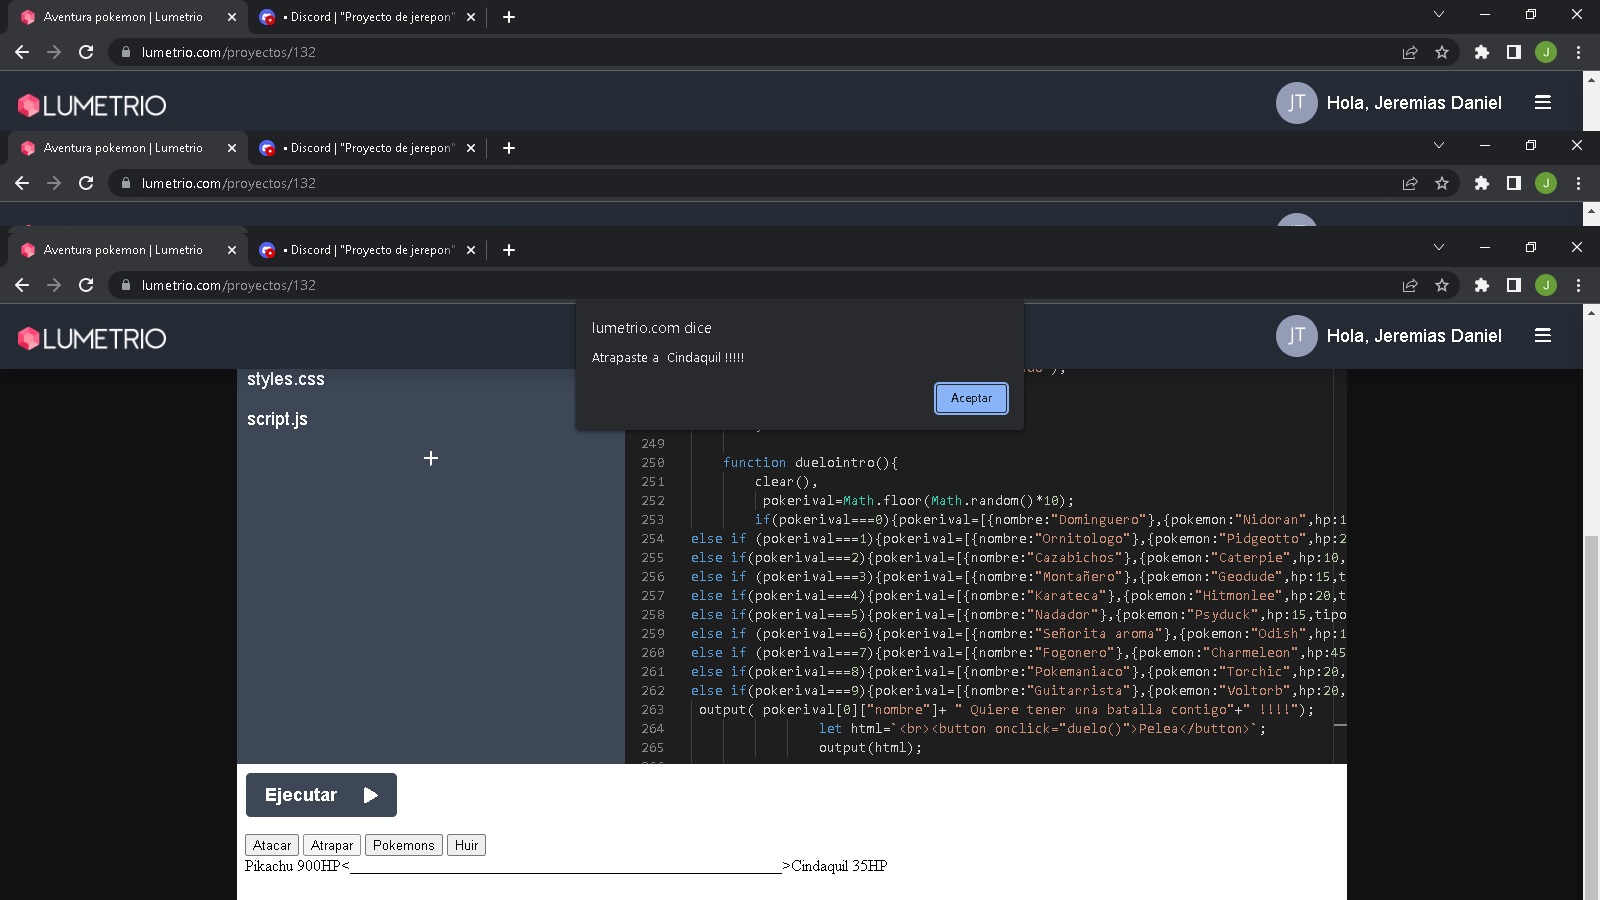 Aventura pokemon | Lumetrio
• Discord | "Proyecto de jerepon"
lumetrio.com/proyectos/132
J
LUMETRIO
JT Hola, Jeremias Daniel
Aventura pokemon | Lumetrio
• Discord | "Proyecto de jerepon"
lumetrio.com/proyectos/132
J
Aventura pokemon | Lumetrio
• Discord | "Proyecto de jerepon"
lumetrio.com/proyectos/132
J
LUMETRIO
JT Hola, Jeremias Daniel
lumetrio.com dice
Atrapaste a  Cindaquil !!!!!
Aceptar
styles.css
script.js
249
250 function duelointro(){
251 clear(),
252 pokerival=Math.floor(Math.random()*10);
253 if(pokerival===0){pokerival=[{nombre:"Dominguero"},{pokemon:"Nidoran",hp:1
254 else if (pokerival===1){pokerival=[{nombre:"Ornitologo"},{pokemon:"Pidgeotto",hp:2
255 else if(pokerival===2){pokerival=[{nombre:"Cazabichos"},{pokemon:"Caterpie",hp:10,
256 else if (pokerival===3){pokerival=[{nombre:"Montañero"},{pokemon:"Geodude",hp:15,t
257 else if(pokerival===4){pokerival=[{nombre:"Karateca"},{pokemon:"Hitmonlee",hp:20,t
258 else if(pokerival===5){pokerival=[{nombre:"Nadador"},{pokemon:"Psyduck",hp:15,tipo
259 else if (pokerival===6){pokerival=[{nombre:"Señorita aroma"},{pokemon:"Odish",hp:1
260 else if (pokerival===7){pokerival=[{nombre:"Fogonero"},{pokemon:"Charmeleon",hp:45
261 else if(pokerival===8){pokerival=[{nombre:"Pokemaniaco"},{pokemon:"Torchic",hp:20,
262 else if(pokerival===9){pokerival=[{nombre:"Guitarrista"},{pokemon:"Voltorb",hp:20,
263 output( pokerival[0]["nombre"]+ " Quiere tener una batalla contigo"+" !!!!");
264 let html=`<br><button onclick="duelo()">Pelea</button>`;
265 output(html);
Ejecutar
Atacar Atrapar Pokemons Huir
Pikachu 900HP<______________________________________________________>Cindaquil 35HP